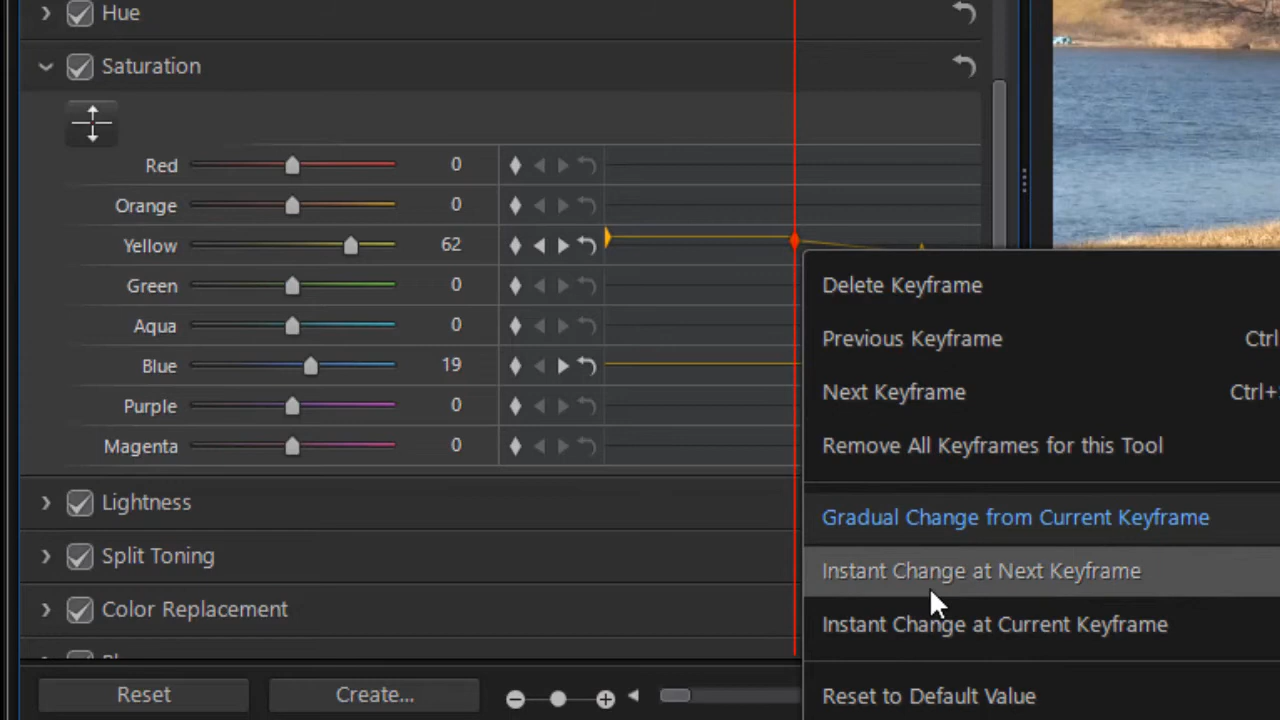 Hue
Saturation
Red 0
Orange 0
Yellow 62
Green 0
Aqua 0
Blue 19
Purple 0
Magenta 0
Lightness
Split Toning
Color Replacement
Reset
Create...
Delete Keyframe
Previous Keyframe Ctrl
Next Keyframe Ctrl+
Remove All Keyframes for this Tool
Gradual Change from Current Keyframe
Instant Change at Next Keyframe
Instant Change at Current Keyframe
Reset to Default Value